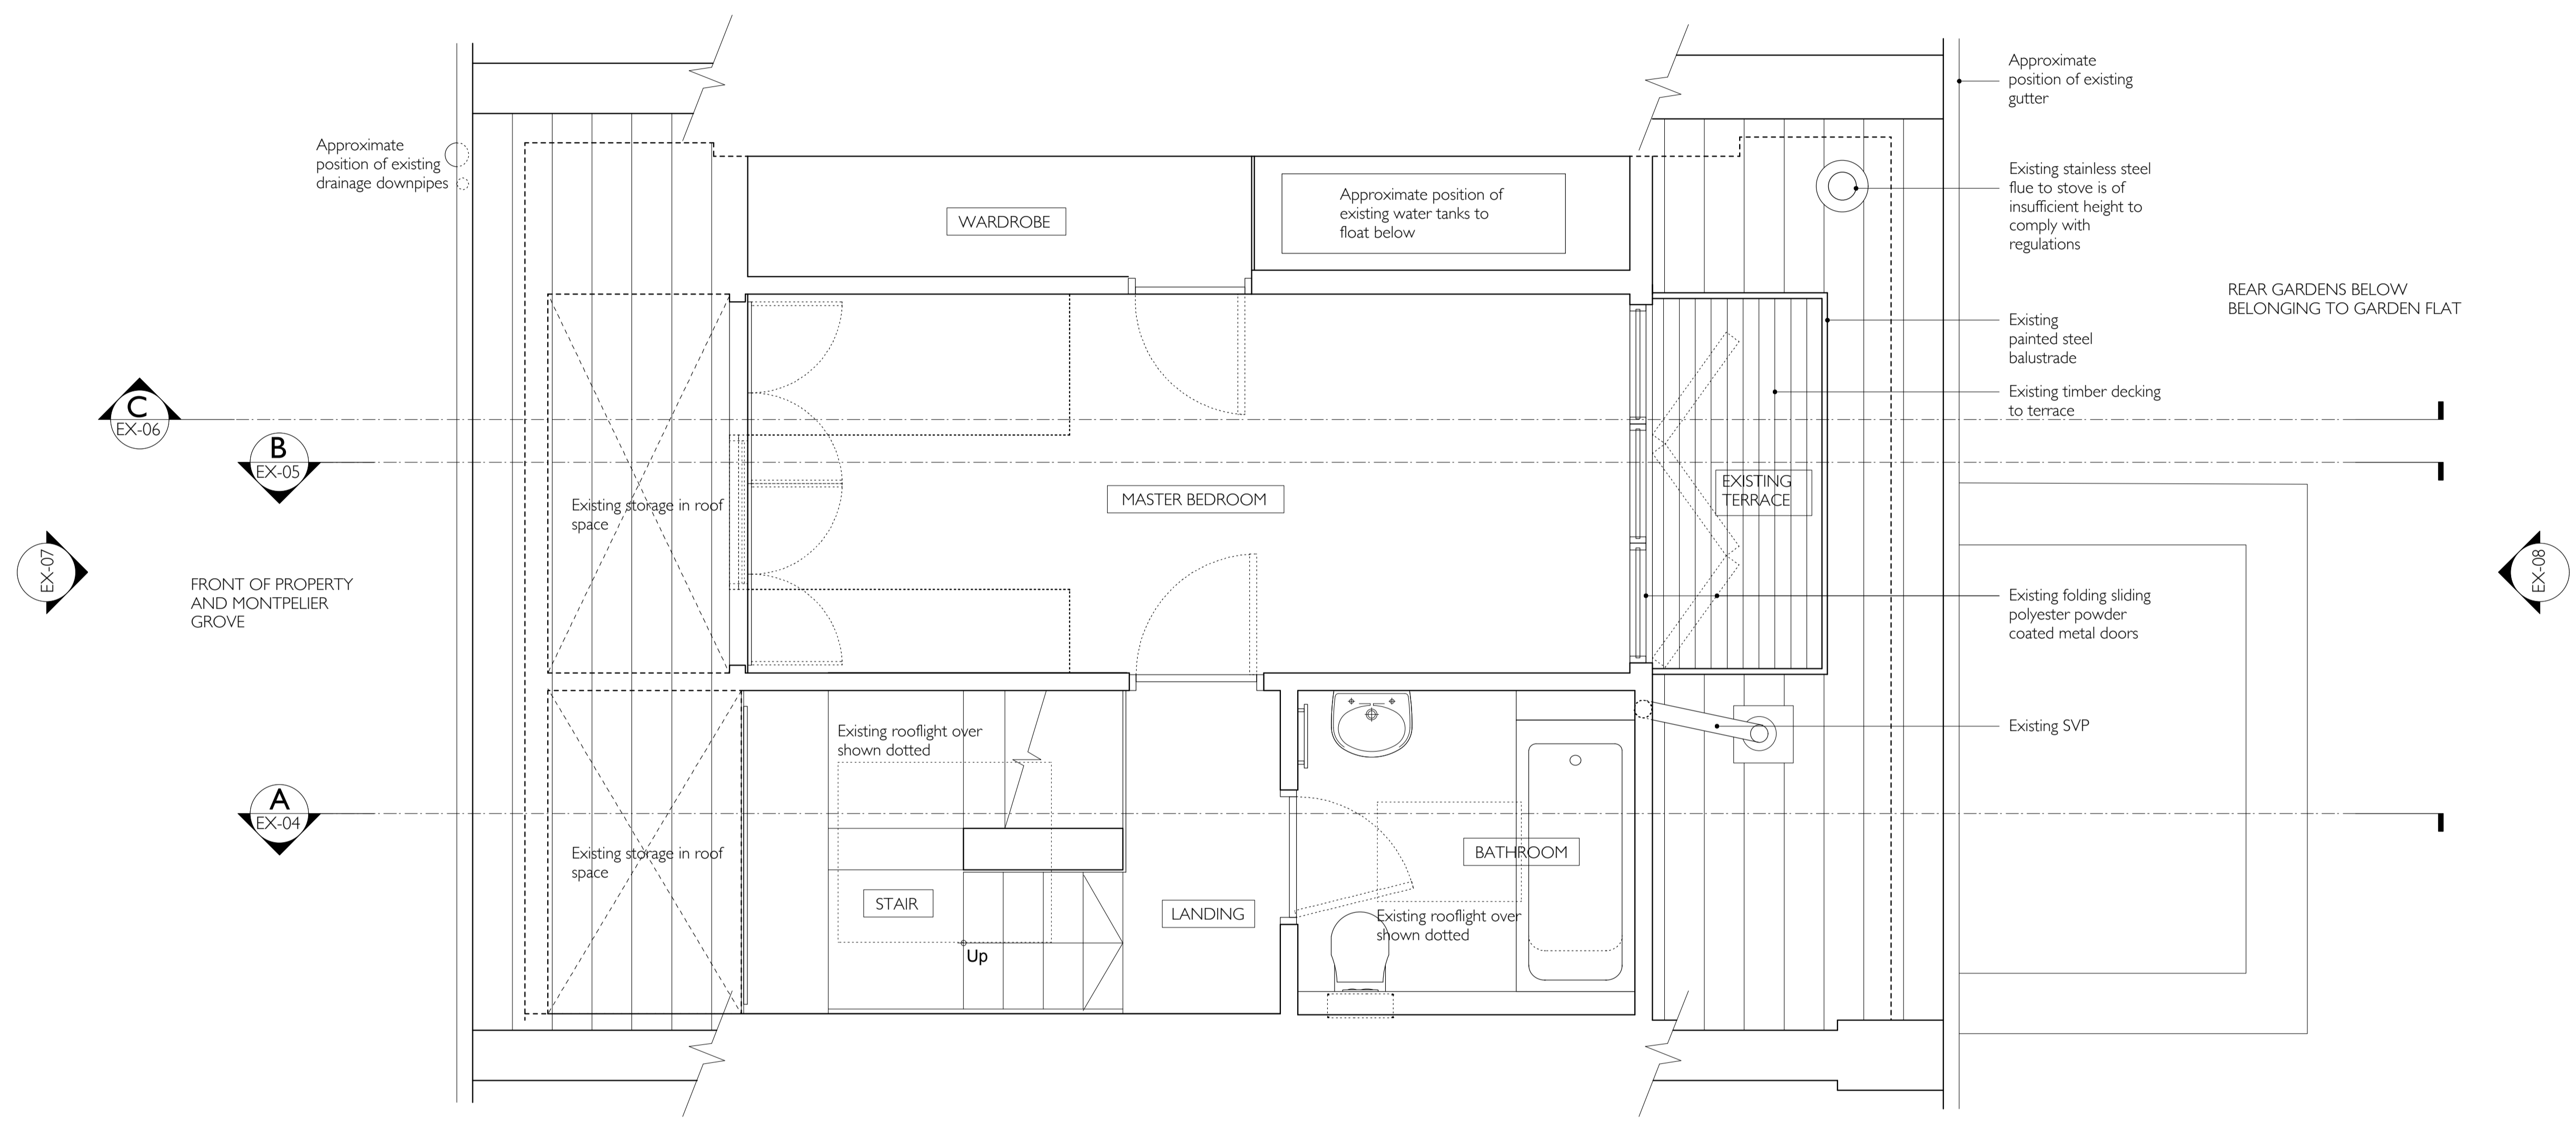 Approximate
position of existing
gutter
Approximate
position of existing
drainage downpipes
WARDROBE
Approximate position of
existing water tanks to
float below
Existing stainless steel
flue to stove is of
insufficient height to
comply with
regulations
REAR GARDENS BELOW
BELONGING TO GARDEN FLAT
Existing
painted steel
balustrade
Existing timber decking
to terrace
C
EX-06
B
EX-05
MASTER BEDROOM
EXISTING
TERRACE
Existing storage in roof
space
EX-07
FRONT OF PROPERTY
AND MONTPELIER
GROVE
EX-08
Existing folding sliding
polyester powder
coated metal doors
Existing rooflight over
shown dotted
Existing SVP
A
EX-04
Existing storage in roof
space
BATHROOM
STAIR
LANDING
Existing rooflight over
shown dotted
Up